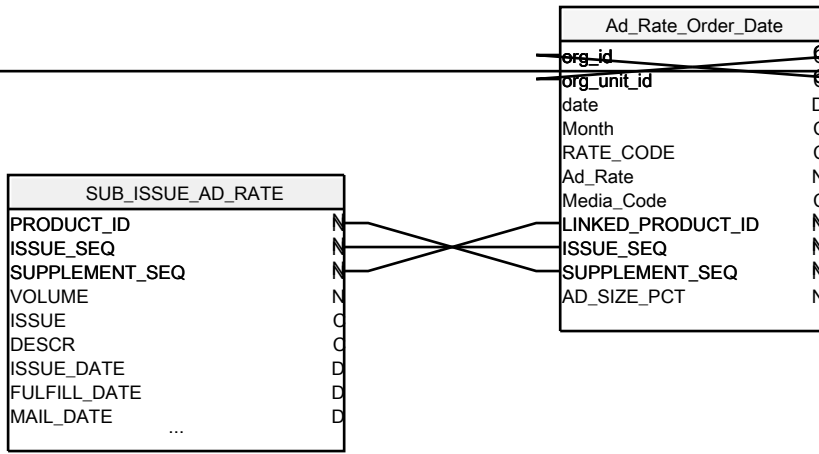 Ad_Rate_Order_Date
org_id
org_unit_id
date D
Month C
RATE_CODE C
Ad_Rate N
Media_Code C
LINKED_PRODUCT_ID N
ISSUE_SEQ N
SUPPLEMENT_SEQ N
AD_SIZE_PCT N
SUB_ISSUE_AD_RATE
PRODUCT_ID N
ISSUE_SEQ N
SUPPLEMENT_SEQ N
VOLUME N
ISSUE C
DESCR C
ISSUE_DATE D
FULFILL_DATE D
MAIL_DATE D
...